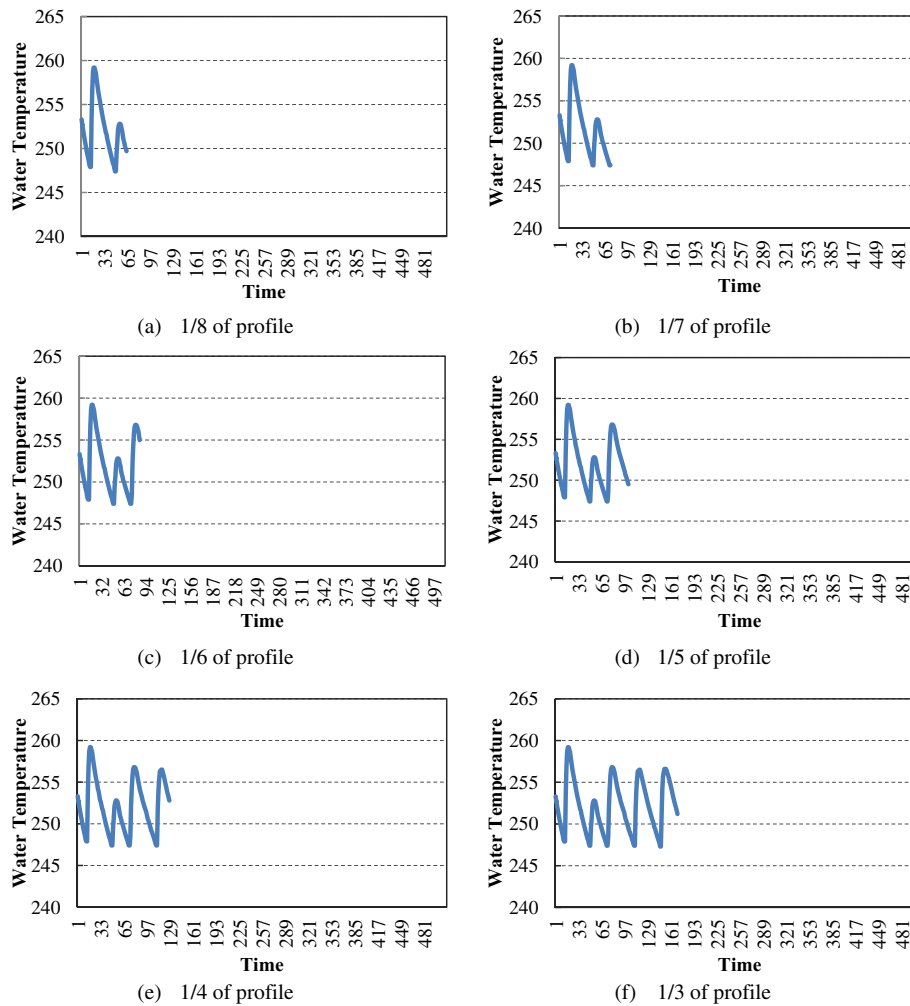 265
260
255
250
245
240
Water Temperature
1 33 65 97 129 161 193 225 257 289 321 353 385 417 449 481
Time
(a) 1/8 of profile
265
260
255
250
245
240
Water Temperature
1 33 65 97 129 161 193 225 257 289 321 353 385 417 449 481
Time
(b) 1/7 of profile
265
260
255
250
245
240
Water Temperature
1 32 63 94 125 156 187 218 249 280 311 342 373 404 435 466 497
Time
(c) 1/6 of profile
265
260
255
250
245
240
Water Temperature
1 33 65 97 129 161 193 225 257 289 321 353 385 417 449 481
Time
(d) 1/5 of profile
265
260
255
250
245
240
Water Temperature
1 33 65 97 129 161 193 225 257 289 321 353 385 417 449 481
Time
(e) 1/4 of profile
265
260
255
250
245
240
Water Temperature
1 33 65 97 129 161 193 225 257 289 321 353 385 417 449 481
Time
(f) 1/3 of profile